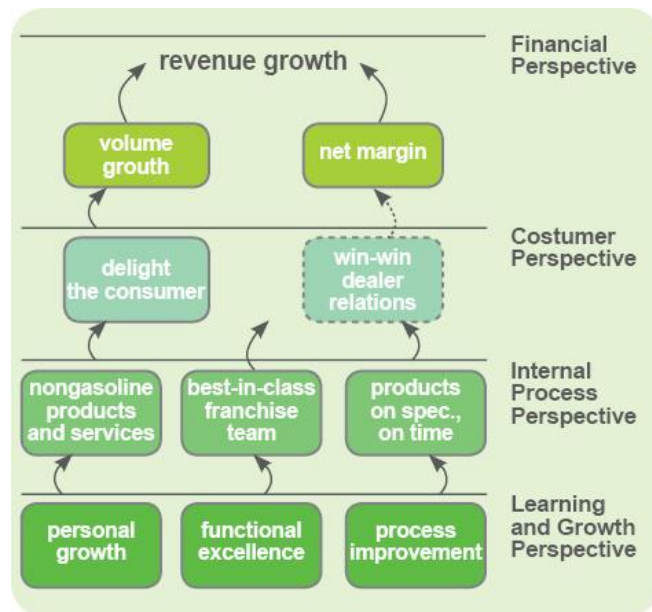 revenue growth
Financial
Perspective
volume
grouth
net margin
Costumer
Perspective
delight
the consumer
win-win
dealer
relations
Internal
Process
Perspective
nongasoline
products
and services
best-in-class
franchise
team
products
on spec.,
on time
Learning
and Growth
Perspective
personal
growth
functional
excellence
process
improvement